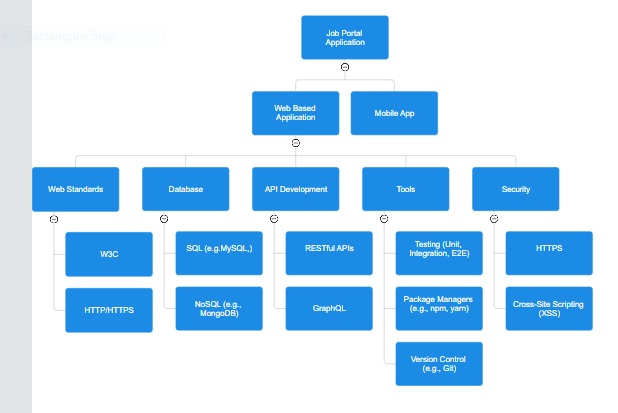 Rectangular Snip
Job Portal
Application
Web Based
Application
Mobile App
Web Standards
Database
API Development
Tools
Security
W3C
SQL (e.g.MySQL,)
RESTful APIs
Testing (Unit,
Integration, E2E)
HTTPS
HTTP/HTTPS
NoSQL (e.g.,
MongoDB)
GraphQL
Package Managers
(e.g., npm, yarn)
Cross-Site Scripting
(XSS)
Version Control
(e.g., Git)